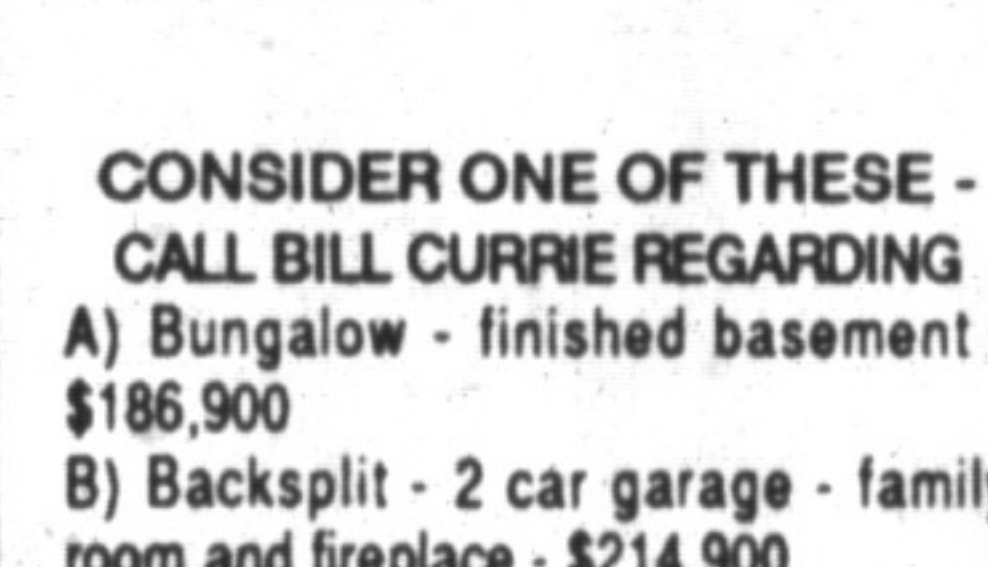 CONSIDER ONE OF THESE -
CALL BILL CURRIE REGARDING
A) Bungalow - finished basement
$186,900
B) Backsplit - 2 car garage - family
room and fireplace - $214,900